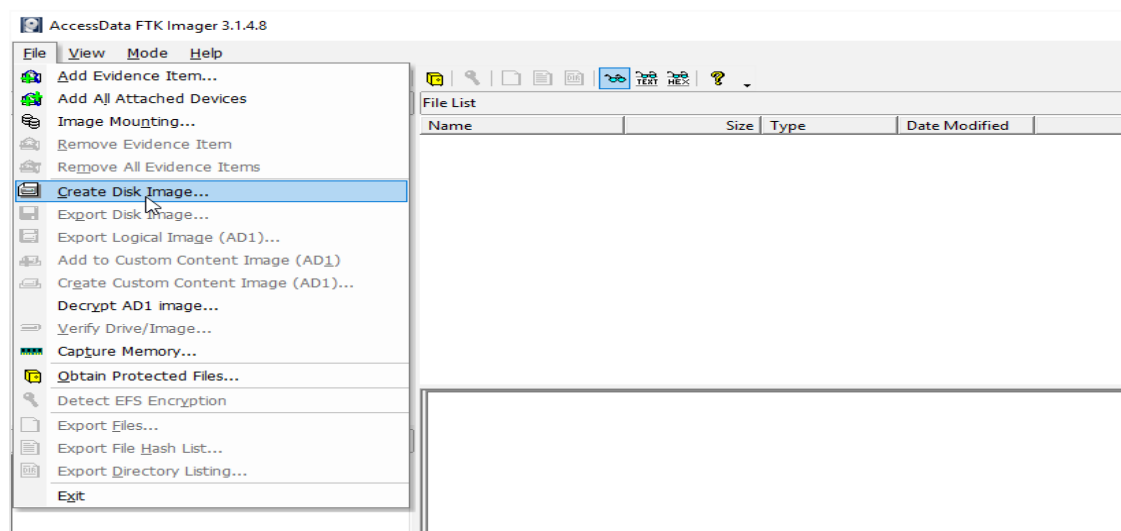 AccessData FTK Imager 3.1.4.8
File View Mode Help
Add Evidence Item...
Add All Attached Devices
Image Mounting...
Remove Evidence Item
Remove All Evidence Items
Create Disk Image...
Export Disk Image...
Export Logical Image (AD1)...
Add to Custom Content Image (AD1)
Create Custom Content Image (AD1)...
Decrypt AD1 image...
Verify Drive/Image...
Capture Memory...
Obtain Protected Files...
Detect EFS Encryption
Export Files...
Export File Hash List...
Export Directory Listing...
Exit
TEXT HEX ?
File List
Name Size Type Date Modified